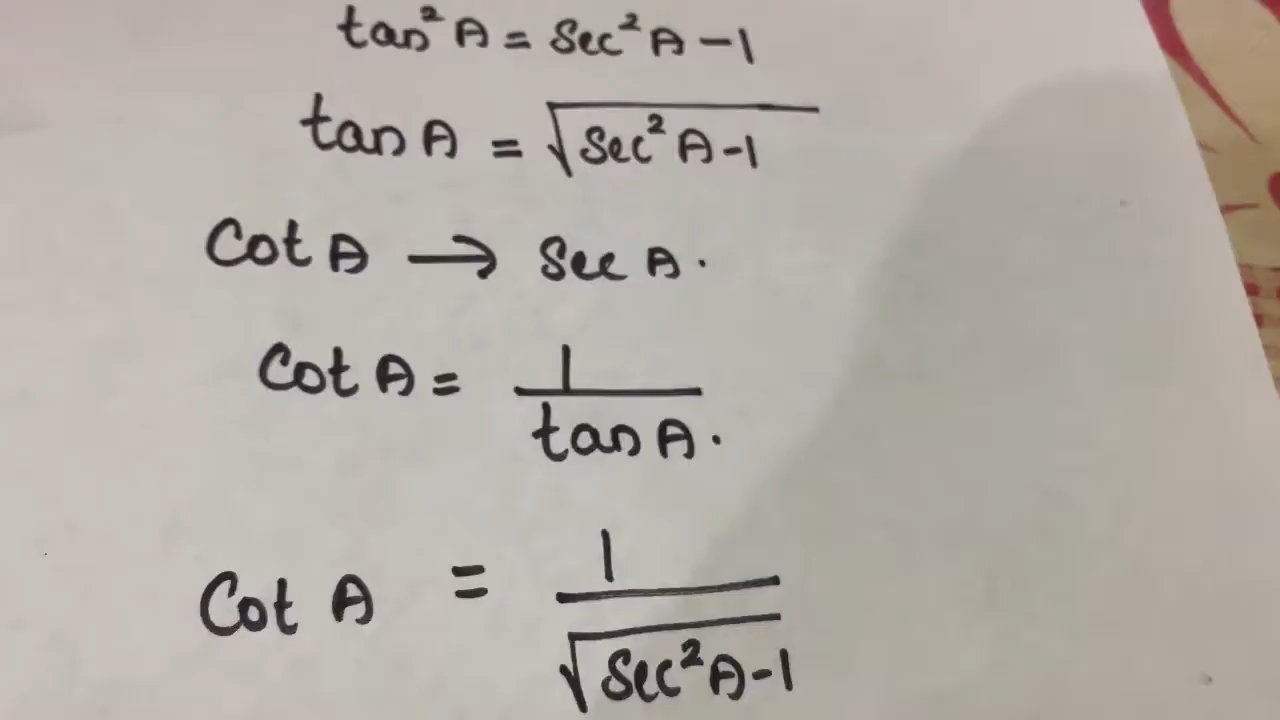 tan²A = Sec²A-1
tan A = √Sec²A-1
Cot A → Sec A.
Cot A = 1/tan A.
Cot A = 1/√Sec²A-1